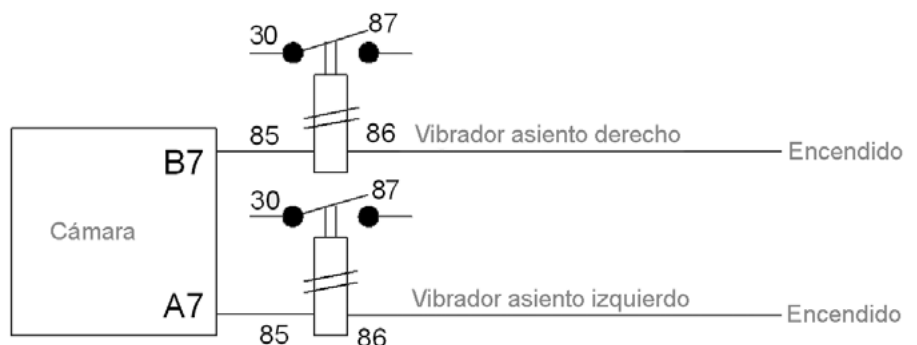 30
87
85
86
Vibrador asiento derecho
Encendido
B7
30
87
Cámara
A7
Vibrador asiento izquierdo
Encendido
85
86